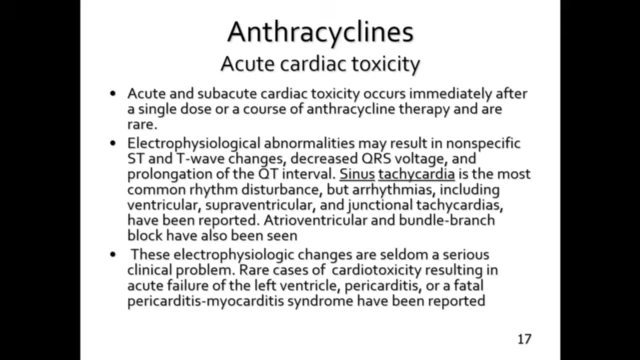 Anthracyclines
Acute cardiac toxicity
• Acute and subacute cardiac toxicity occurs immediately after
a single dose or a course of anthracycline therapy and are
rare.
• Electrophysiological abnormalities may result in nonspecific
ST and T-wave changes, decreased QRS voltage, and
prolongation of the QT interval. Sinus tachycardia is the most
common rhythm disturbance, but arrhythmias, including
ventricular, supraventricular, and junctional tachycardias,
have been reported. Atrioventricular and bundle-branch
block have also been seen
• These electrophysiologic changes are seldom a serious
clinical problem. Rare cases of cardiotoxicity resulting in
acute failure of the left ventricle, pericarditis, or a fatal
pericarditis-myocarditis syndrome have been reported
17